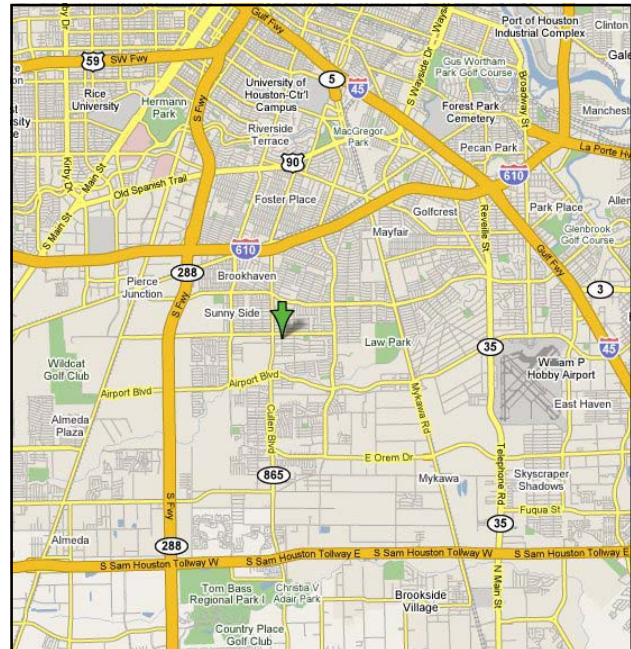 Kirby Dr
Gulf Fwy
Port of Houston
Industrial Complex
Clinton
59
SW Fwy
S Wayside Dr
Gus Wortham
Park Golf Course
Broadway St
Gale
University of
Houston-Ctr'l
Campus
5
45
Rice
University
Hermann
Park
S Fwy
Forest Park
Cemetery
Manchest
Riverside
Terrace
MacGregor
Park
Pecan Park
La Porte Hw
Kirby Dr
Main St
90
610
Old Spanish Trail
Foster Place
S Main St
Golfcrest
Reveille St
Park Place
Allen
Mayfair
Glenbrook
Golf Course
610
Gulf Fwy
288
Brookhaven
Pierce
Junction
3
S Fwy
Sunny Side
Law Park
35
45
Wildcat
Golf Club
William P
Hobby Airport
Airport Blvd
Airport Blvd
East Haven
Almeda
Plaza
Cullen Blvd
Mykawa Rd
E Orem Dr
865
Mykawa
Telephone Rd
Skyscraper
Shadows
S Fwy
Fuqua St
35
Almeda
288
S Sam Houston Tollway W
S Sam Houston Tollway E
S Sam Houston Tollway W
S Sam Houston Tollway E
Tom Bass
Regional Park I
Christia V
Adair Park
N Main St
Brookside
Village
Country Place
Golf Club